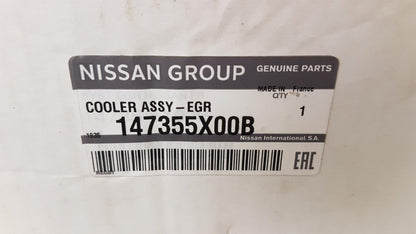 NISSAN GROUP GENUINE PARTS
MADE IN France
COOLER ASSY-EGR QTY
147355X00B 1
Nissan International S.A.
EAC